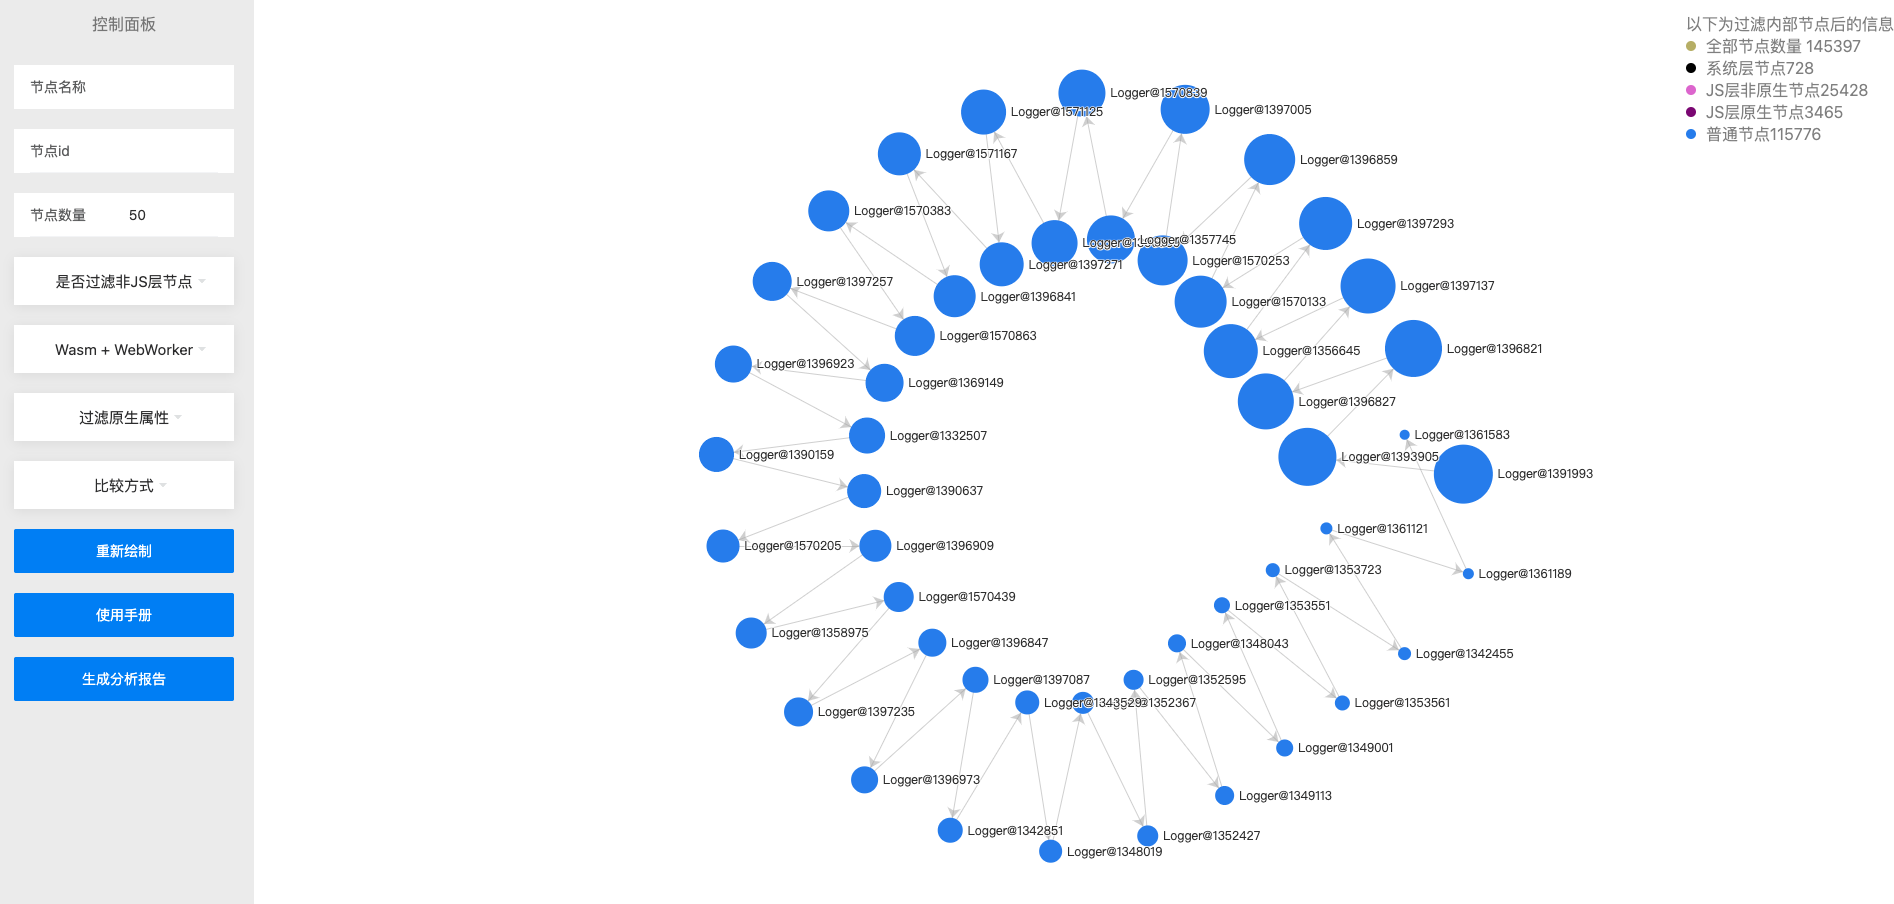 控制面板
节点名称
节点id
节点数量 50
是否过滤非JS层节点
Wasm + WebWorker
过滤原生属性
比较方式
重新绘制
使用手册
生成分析报告
以下为过滤内部节点后的信息
全部节点数量 145397
系统层节点728
JS层非原生节点25428
JS层原生节点3465
普通节点115776
Logger@1570839
Logger@1571125
Logger@1397005
Logger@1571167
Logger@1396859
Logger@1570383
Logger@1397293
Logger@1357745
Logger@1570253
Logger@1397271
Logger@1397257
Logger@1396841
Logger@1570133
Logger@1397137
Logger@1570863
Logger@1356645
Logger@1396821
Logger@1396923
Logger@1369149
Logger@1396827
Logger@1332507
Logger@1361583
Logger@1390159
Logger@1393905
Logger@1391993
Logger@1390637
Logger@1361121
Logger@1570205
Logger@1396909
Logger@1353723
Logger@1361189
Logger@1570439
Logger@1353551
Logger@1358975
Logger@1396847
Logger@1348043
Logger@1342455
Logger@1397087
Logger@1352595
Logger@1343529
@1352367
Logger@1353561
Logger@1397235
Logger@1349001
Logger@1396973
Logger@1349113
Logger@1342851
Logger@1352427
Logger@1348019